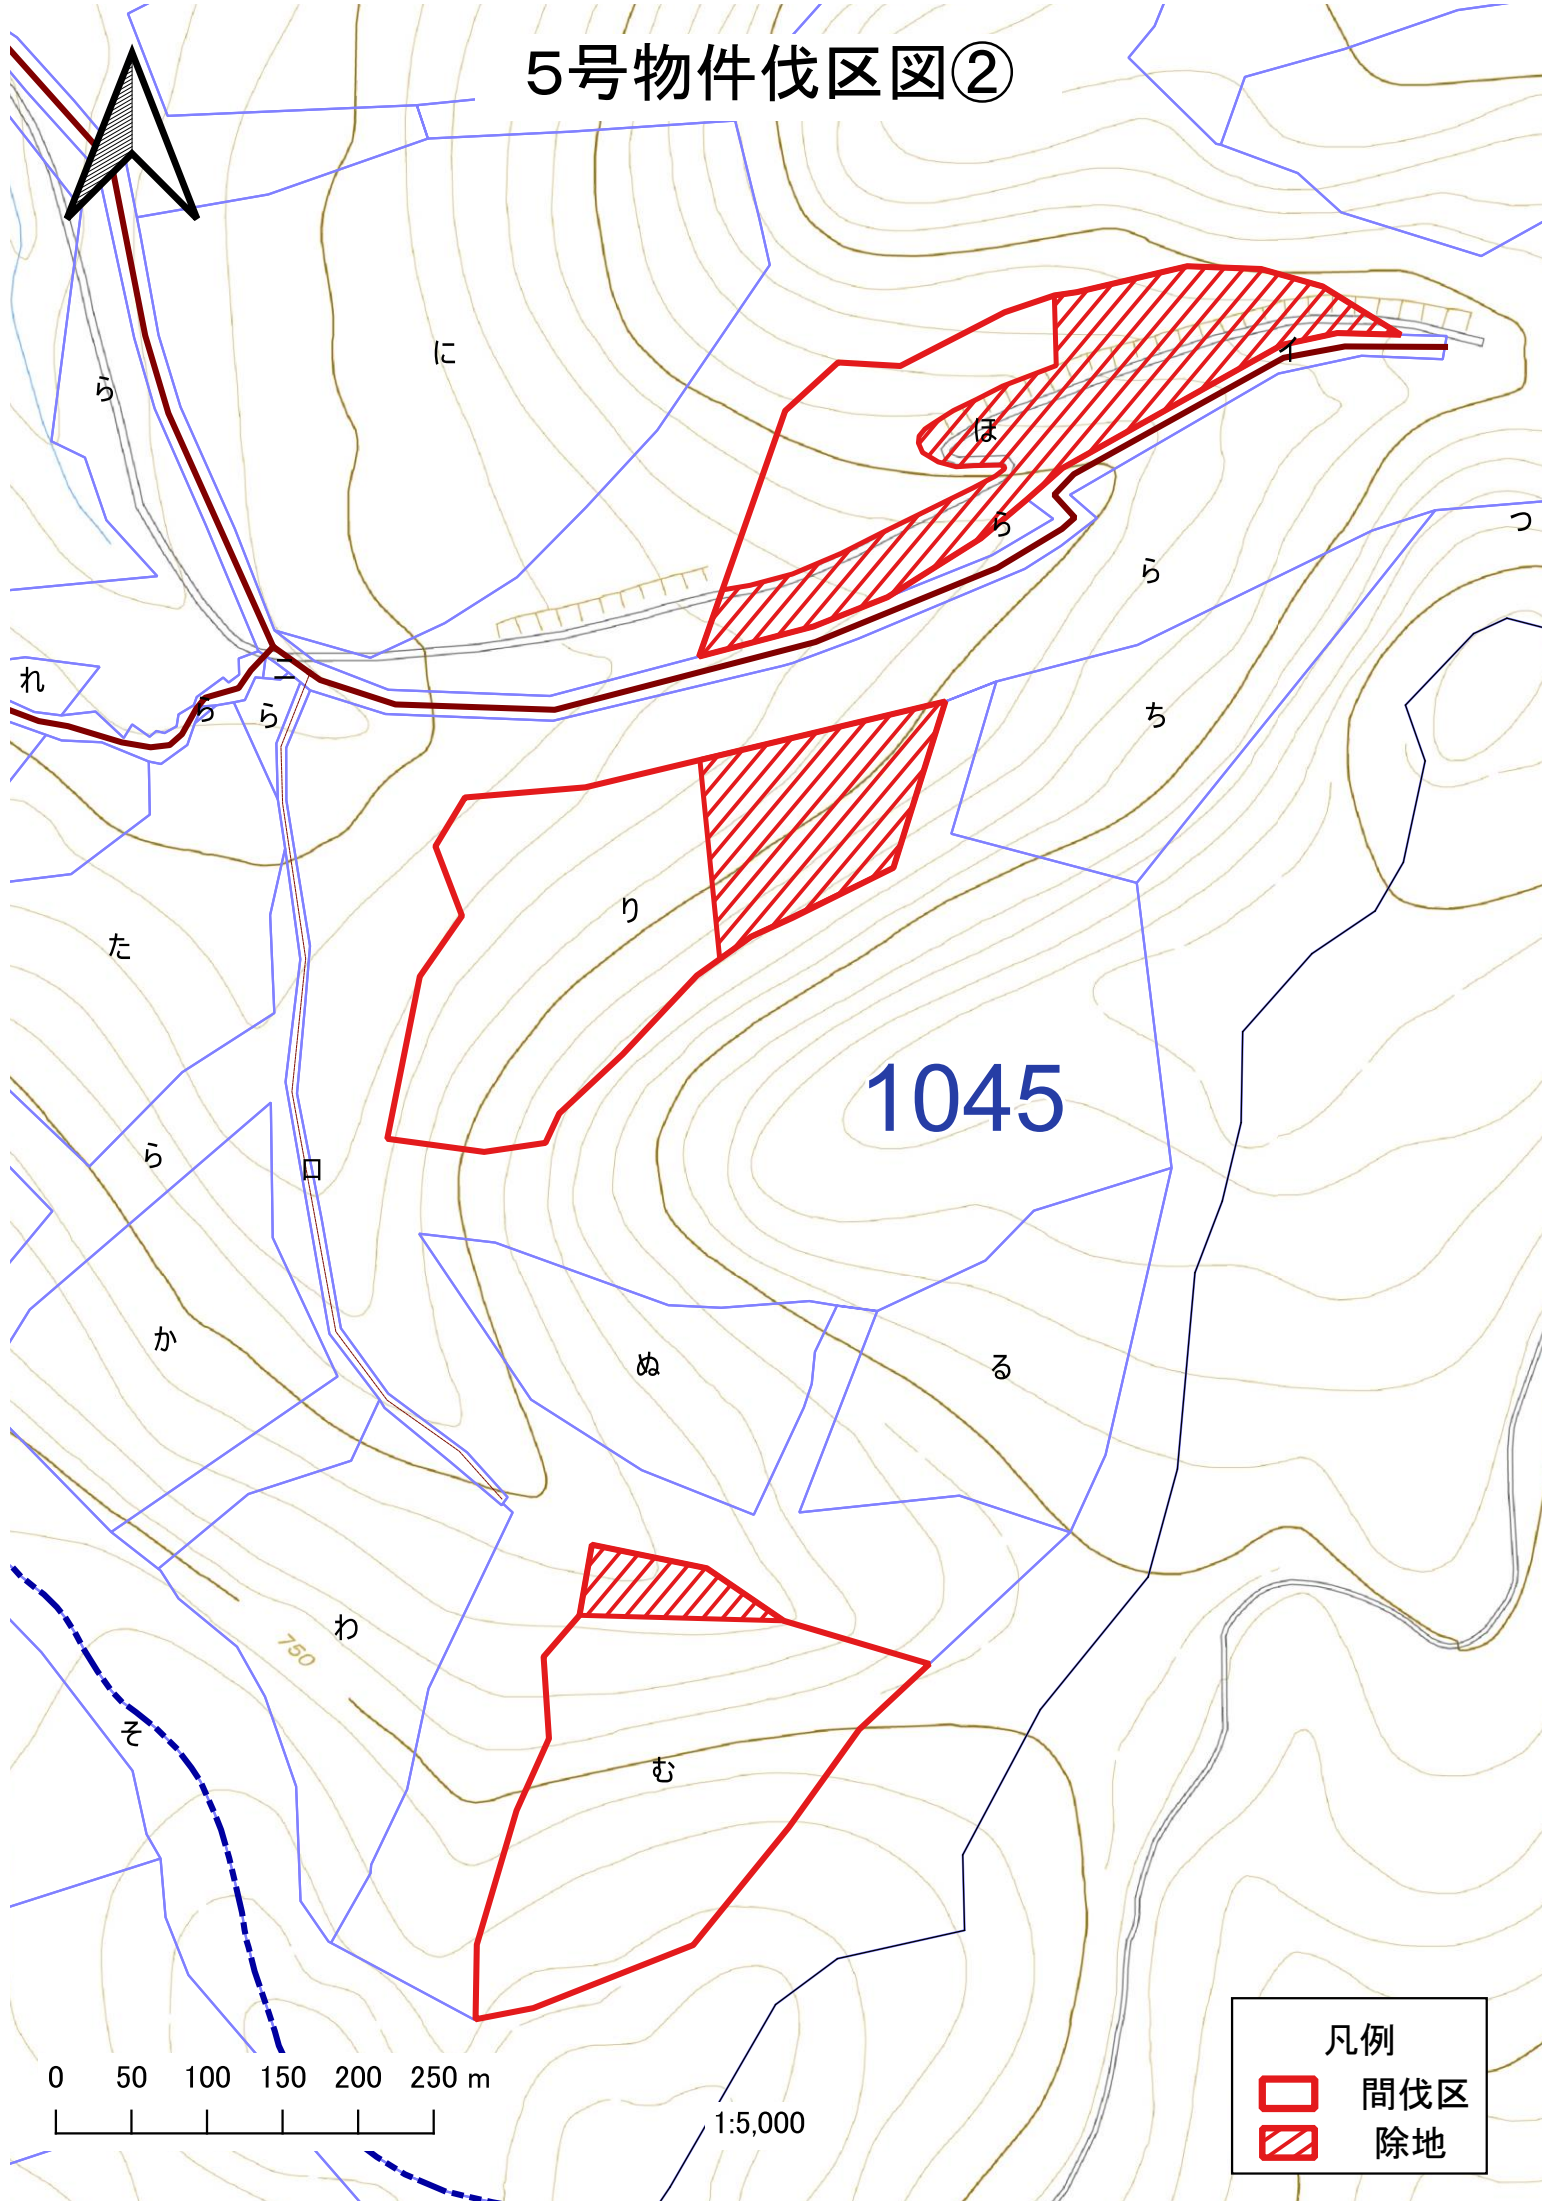 5号物件伐区図②
に
ら
イ
ほ
ら
つ
ら
れ
ニ
ら
ら
ち
り
た
1045
ら
ロ
か
ぬ
る
わ
750
そ
む
0 50 100 150 200 250 m
1:5,000
凡例
間伐区
除地